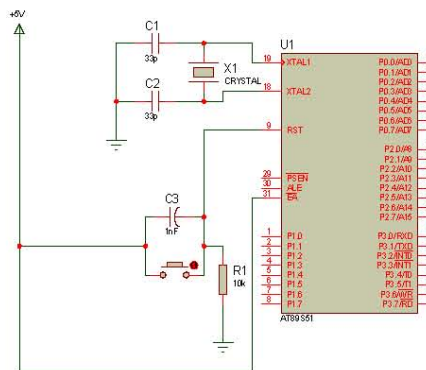 +5V
C1
33p
X1
CRYSTAL
C2
33p
C3
1nF
R1
10k
U1
19 XTAL1
18 XTAL2
9 RST
29 PSEN
30 ALE
31 EA
1 P1.0
2 P1.1
3 P1.2
4 P1.3
5 P1.4
6 P1.5
7 P1.6
8 P1.7
P0.0/AD0
P0.1/AD1
P0.2/AD2
P0.3/AD3
P0.4/AD4
P0.5/AD5
P0.6/AD6
P0.7/AD7
P2.0/A8
P2.1/A9
P2.2/A10
P2.3/A11
P2.4/A12
P2.5/A13
P2.6/A14
P2.7/A15
P3.0/RXD
P3.1/TXD
P3.2/INT0
P3.3/INT1
P3.4/T0
P3.5/T1
P3.6/WR
P3.7/RD
AT89S51